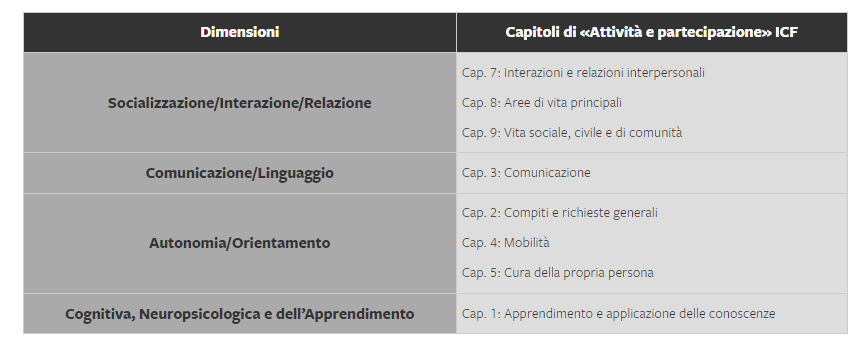 Dimensioni
Capitoli di «Attività e partecipazione» ICF
Socializzazione/Interazione/Relazione
Cap. 7: Interazioni e relazioni interpersonali
Cap. 8: Aree di vita principali
Cap. 9: Vita sociale, civile e di comunità
Comunicazione/Linguaggio
Cap. 3: Comunicazione
Autonomia/Orientamento
Cap. 2: Compiti e richieste generali
Cap. 4: Mobilità
Cap. 5: Cura della propria persona
Cognitiva, Neuropsicologica e dell’Apprendimento
Cap. 1: Apprendimento e applicazione delle conoscenze